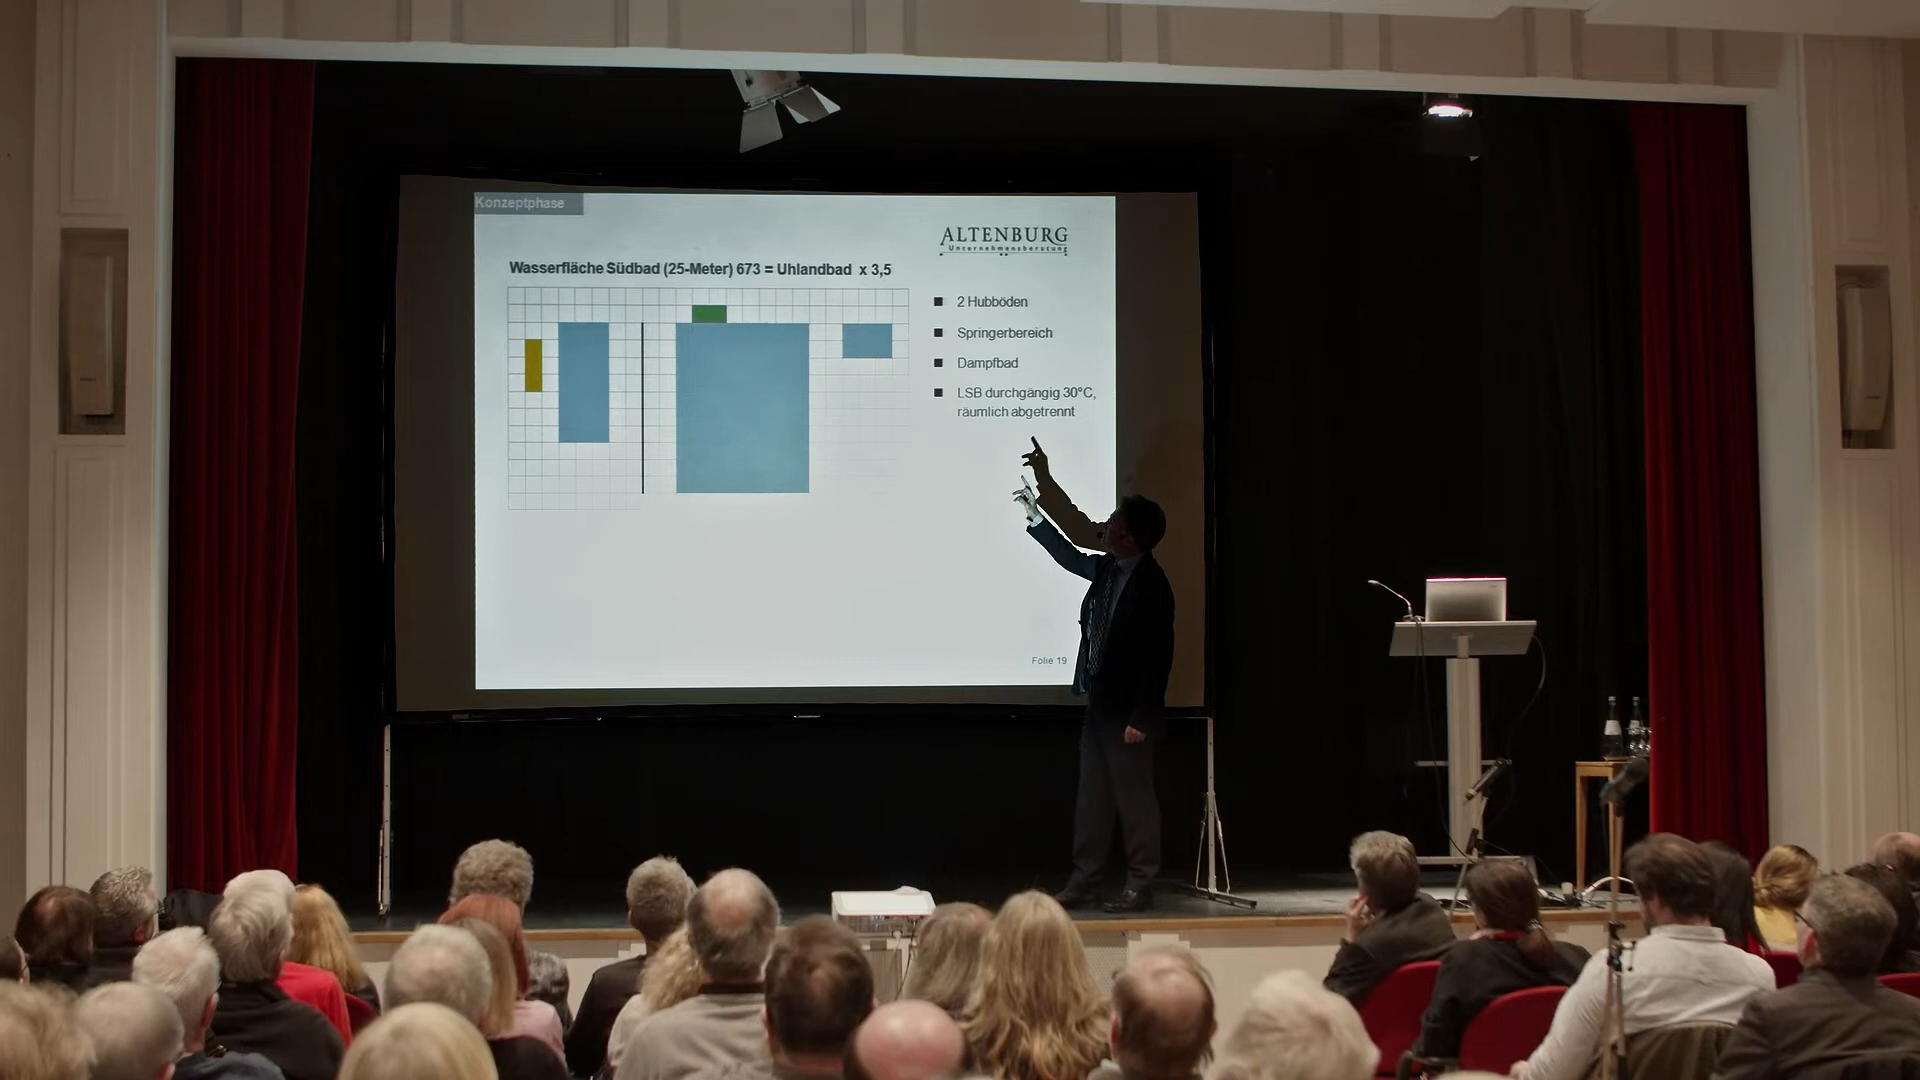 Konzeptphase
ALTENBURG
Unternehmensberatung
Wasserfläche Südbad (25-Meter) 673 = Uhlandbad x 3,5
■ 2 Hubböden
■ Springerbereich
■ Dampfbad
■ LSB durchgängig 30°C,
räumlich abgetrennt
Folie 19